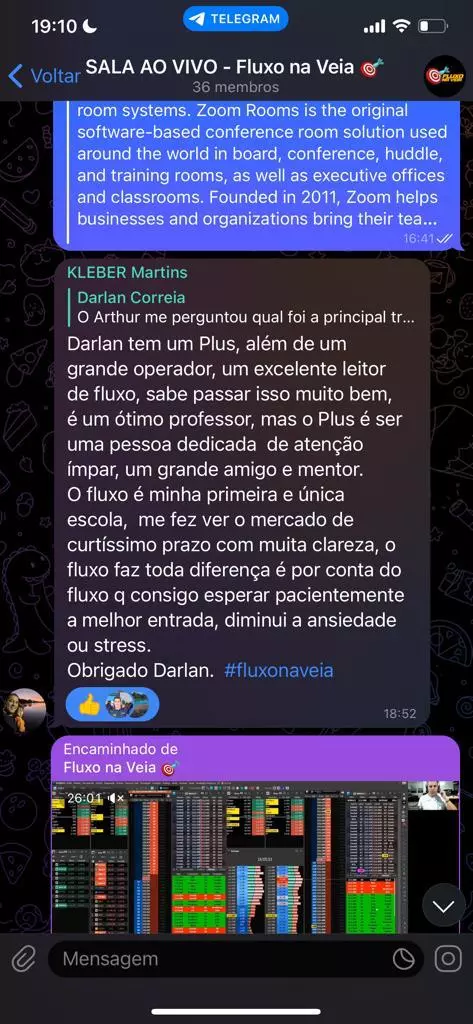 19:10
TELEGRAM
Voltar
SALA AO VIVO - Fluxo na Veia
36 membros
room systems. Zoom Rooms is the original
software-based conference room solution used
around the world in board, conference, huddle,
and training rooms, as well as executive offices
and classrooms. Founded in 2011, Zoom helps
businesses and organizations bring their tea...
16:41
KLEBER Martins
Darlan Correia
O Arthur me perguntou qual foi a principal tr...
Darlan tem um Plus, além de um
grande operador, um excelente leitor
de fluxo, sabe passar isso muito bem,
é um ótimo professor, mas o Plus é ser
uma pessoa dedicada de atenção
ímpar, um grande amigo e mentor.
O fluxo é minha primeira e única
escola, me fez ver o mercado de
curtíssimo prazo com muita clareza, o
fluxo faz toda diferença é por conta do
fluxo q consigo esperar pacientemente
a melhor entrada, diminui a ansiedade
ou stress.
Obrigado Darlan. #fluxonaveia
18:52
Encaminhado de
Fluxo na Veia
26:01
Mensagem